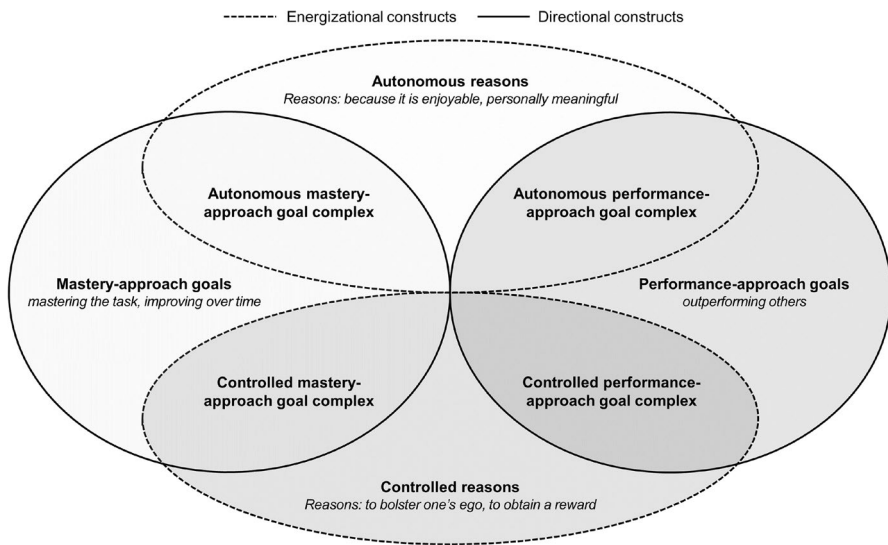 Energizational constructs
Directional constructs
Autonomous reasons
Reasons: because it is enjoyable, personally meaningful
Autonomous mastery-
approach goal complex
Autonomous performance-
approach goal complex
Mastery-approach goals
mastering the task, improving over time
Performance-approach goals
outperforming others
Controlled mastery-
approach goal complex
Controlled performance-
approach goal complex
Controlled reasons
Reasons: to bolster one's ego, to obtain a reward